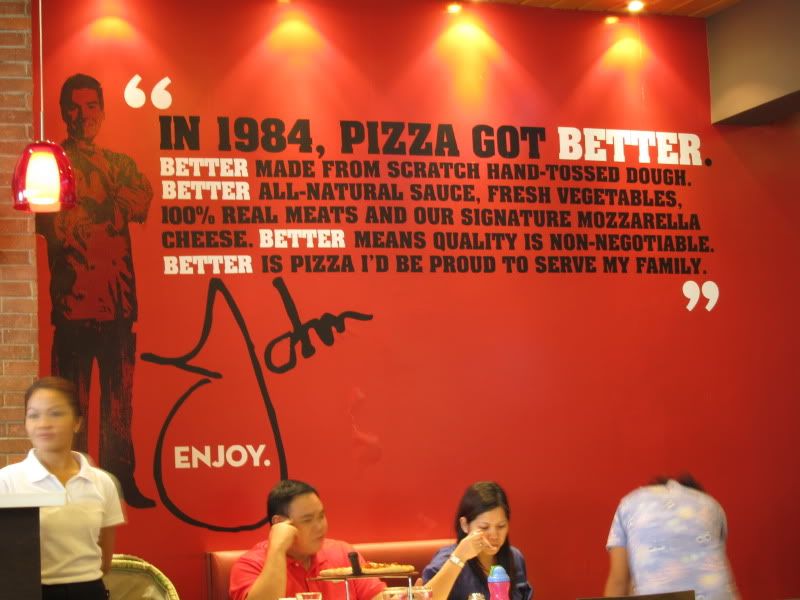 “
IN 1984, PIZZA GOT BETTER.
BETTER MADE FROM SCRATCH HAND-TOSSED DOUGH.
BETTER ALL-NATURAL SAUCE, FRESH VEGETABLES,
100% REAL MEATS AND OUR SIGNATURE MOZZARELLA
CHEESE. BETTER MEANS QUALITY IS NON-NEGOTIABLE.
BETTER IS PIZZA I'D BE PROUD TO SERVE MY FAMILY.
”
John
ENJOY.